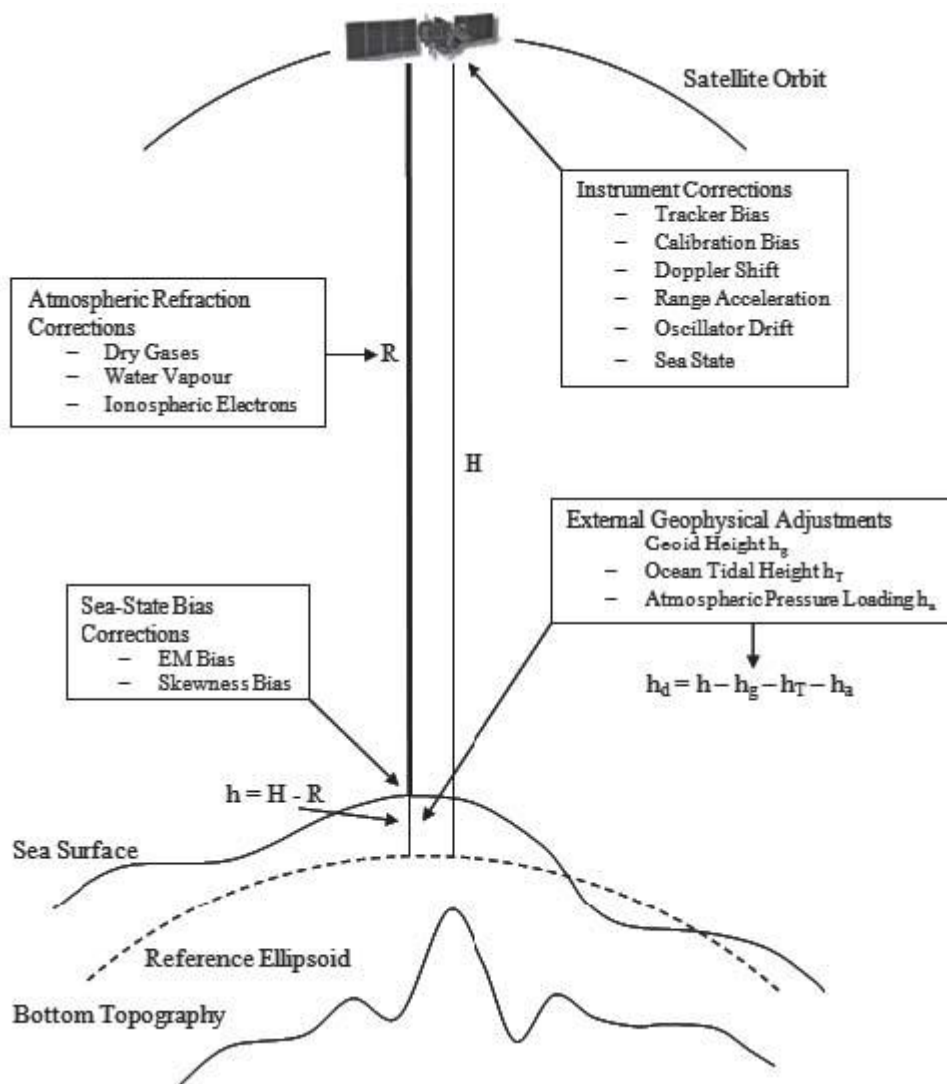 Satellite Orbit
Instrument Corrections
– Tracker Bias
– Calibration Bias
– Doppler Shift
– Range Acceleration
– Oscillator Drift
– Sea State
Atmospheric Refraction
Corrections
– Dry Gases
– Water Vapour
– Ionospheric Electrons
R
H
External Geophysical Adjustments
Geoid Height hg
– Ocean Tidal Height hT
– Atmospheric Pressure Loading ha
hd = h – hg – hT – ha
Sea-State Bias
Corrections
– EM Bias
– Skewness Bias
h = H - R
Sea Surface
Reference Ellipsoid
Bottom Topography